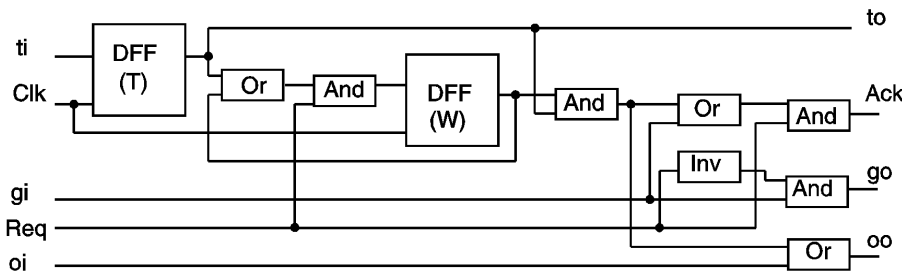 to
ti
DFF
(T)
Clk
Or
And
DFF
(W)
And
Or
And
Ack
Inv
go
gi
And
Req
oo
oi
Or